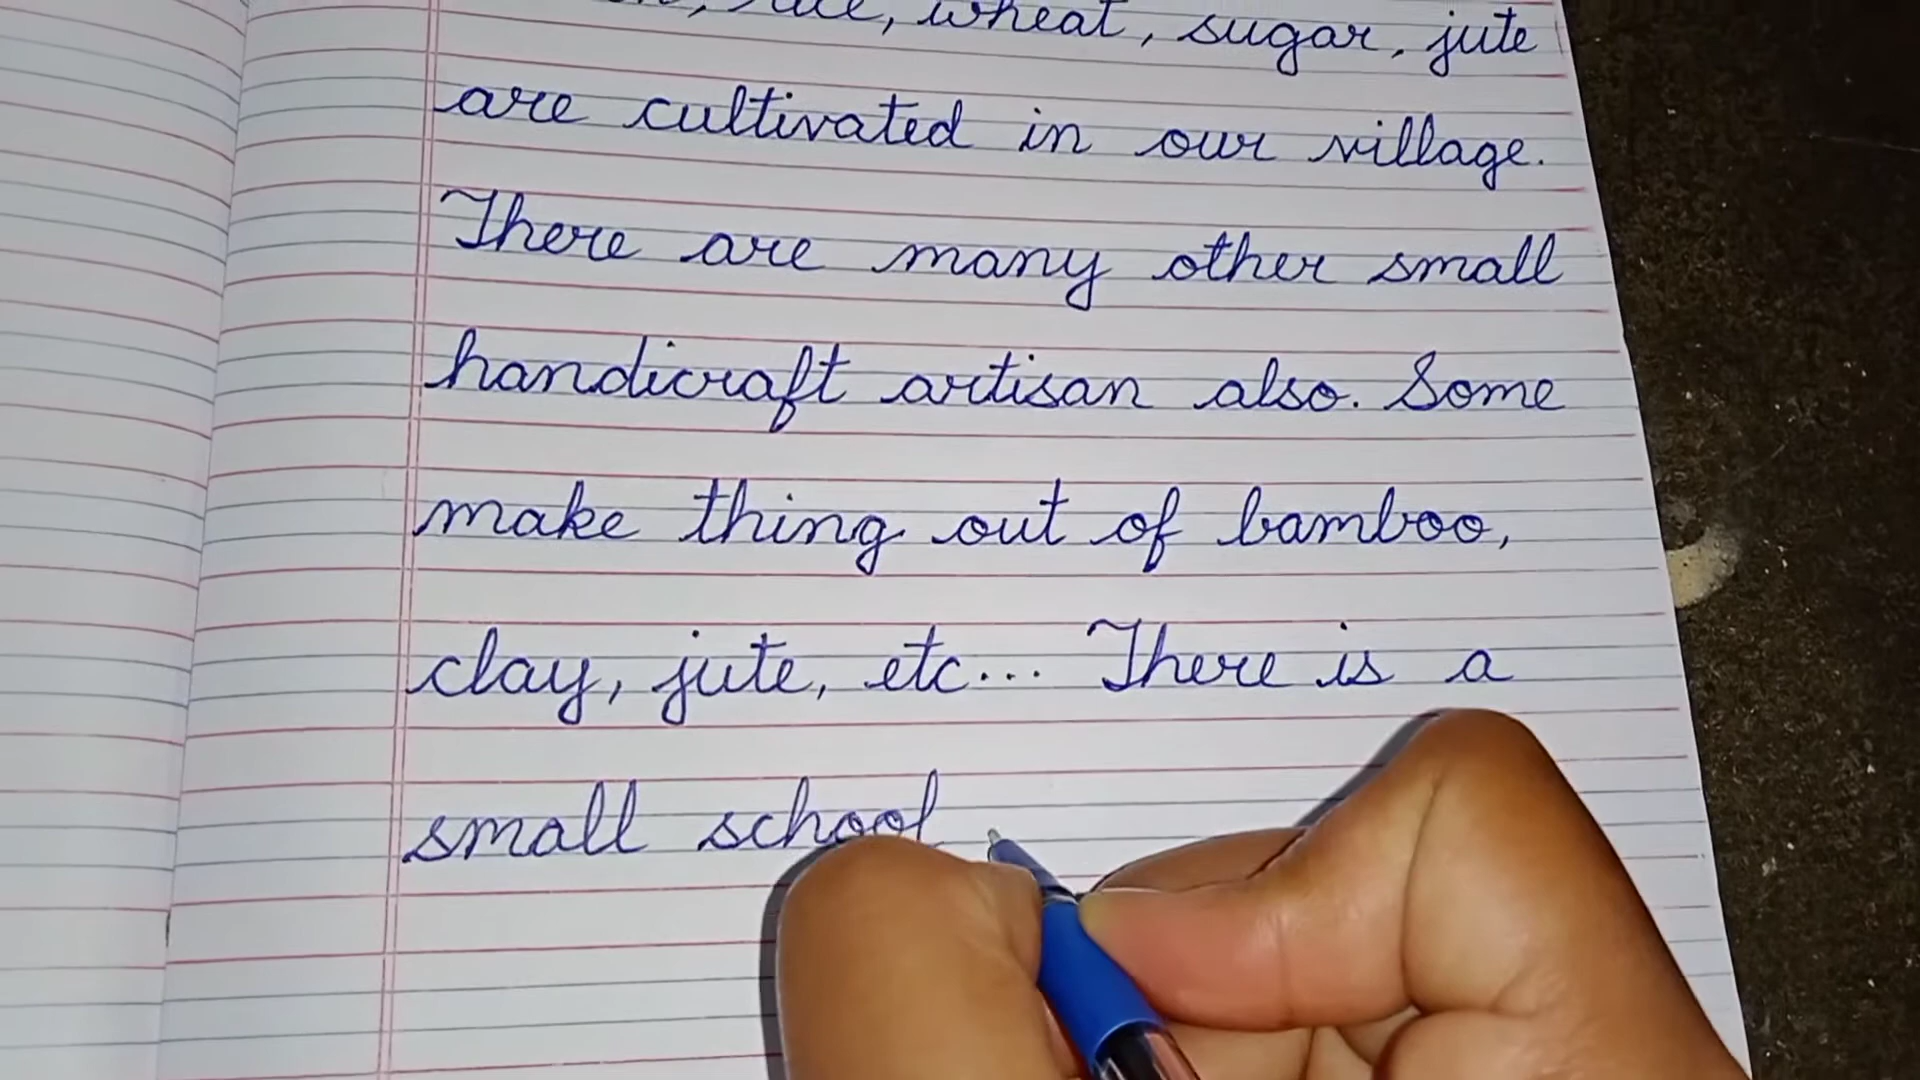 rice, wheat, sugar, jute
are cultivated in our village.
There are many other small
handicraft artisan also. Some
make thing out of bamboo,
clay, jute, etc... There is a
small school